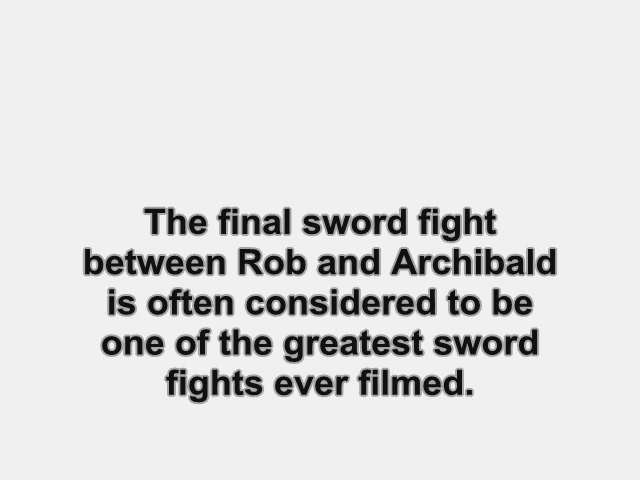 The final sword fight
between Rob and Archibald
is often considered to be
one of the greatest sword
fights ever filmed.